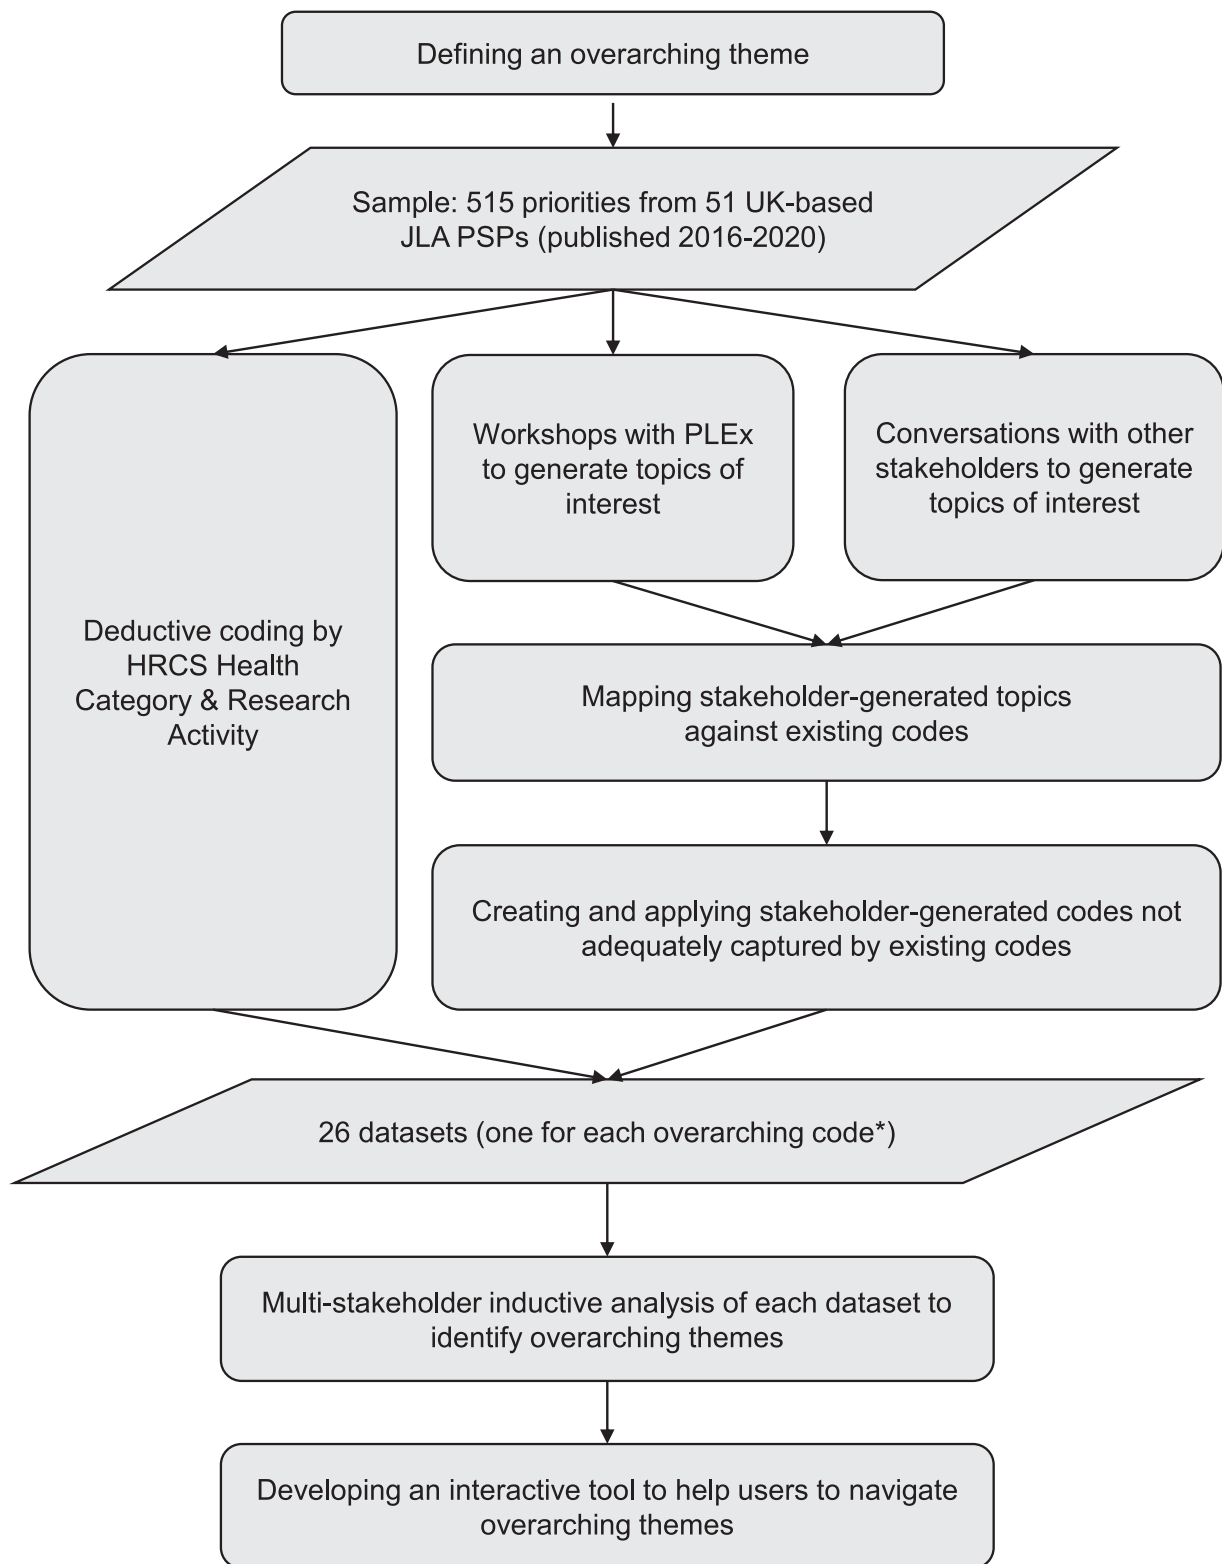 Defining an overarching theme
Sample: 515 priorities from 51 UK-based
JLA PSPs (published 2016-2020)
Deductive coding by
HRCS Health
Category & Research
Activity
Workshops with PLEx
to generate topics of
interest
Conversations with other
stakeholders to generate
topics of interest
Mapping stakeholder-generated topics
against existing codes
Creating and applying stakeholder-generated codes not
adequately captured by existing codes
26 datasets (one for each overarching code*)
Multi-stakeholder inductive analysis of each dataset to
identify overarching themes
Developing an interactive tool to help users to navigate
overarching themes